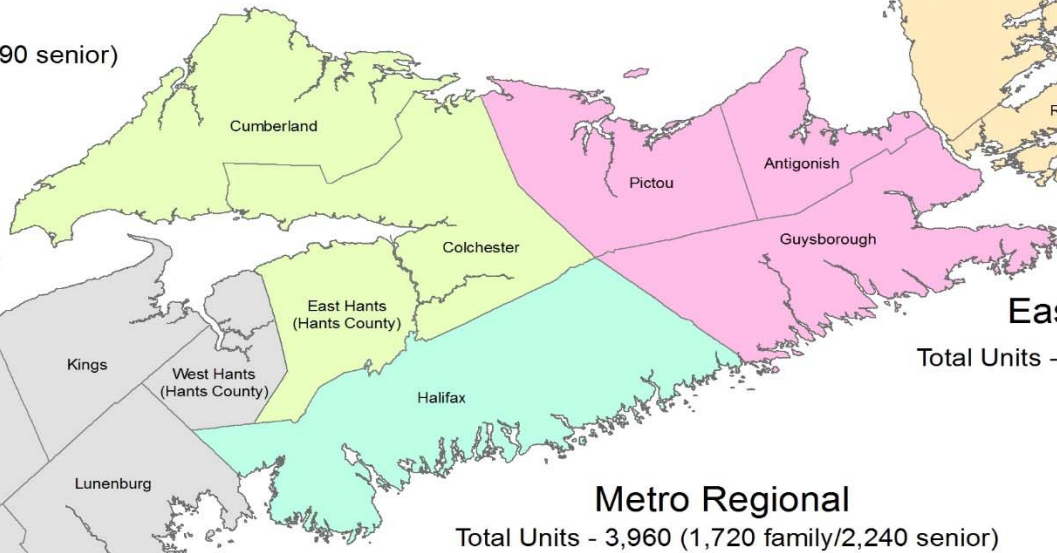 90 senior)
Cumberland
Pictou
Antigonish
Colchester
Guysborough
East Hants
(Hants County)
Eas
Total Units -
Kings
West Hants
(Hants County)
Halifax
Lunenburg
Metro Regional
Total Units - 3,960 (1,720 family/2,240 senior)
R